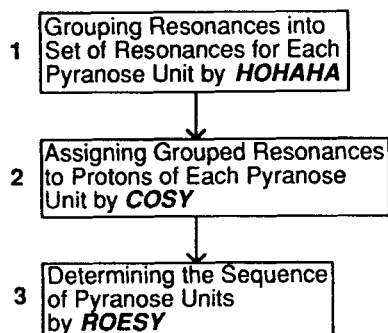 1 Grouping Resonances into
Set of Resonances for Each
Pyranose Unit by HOHAHA
2 Assigning Grouped Resonances
to Protons of Each Pyranose
Unit by COSY
3 Determining the Sequence
of Pyranose Units
by ROESY